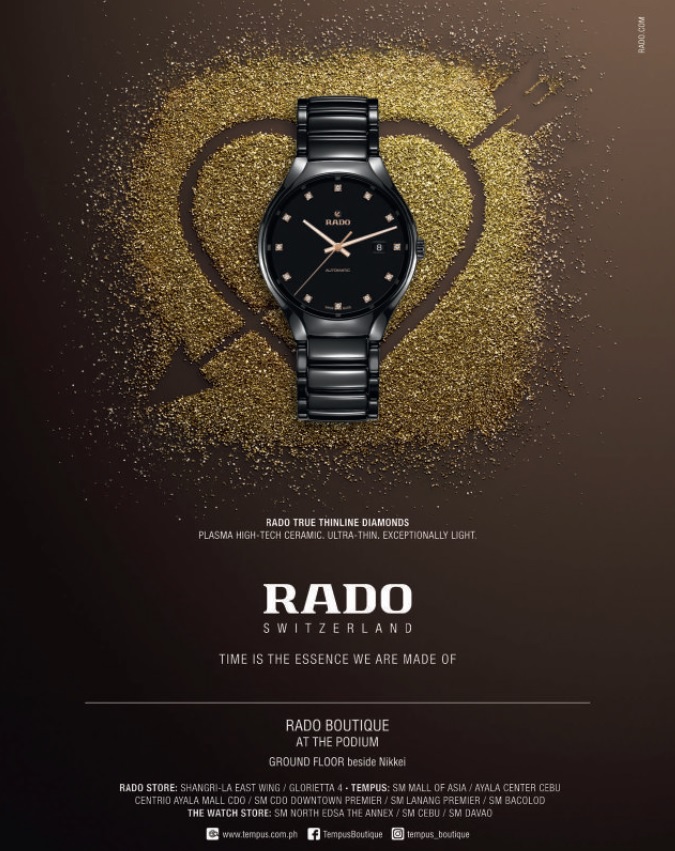 RADO.COM
RADO
AUTOMATIC
8
RADO TRUE THINLINE DIAMONDS
PLASMA HIGH-TECH CERAMIC. ULTRA-THIN. EXCEPTIONALLY LIGHT.
RADO
SWITZERLAND
TIME IS THE ESSENCE WE ARE MADE OF
RADO BOUTIQUE
AT THE PODIUM
GROUND FLOOR beside Nikkei
RADO STORE: SHANGRI-LA EAST WING / GLORIETTA 4 • TEMPUS: SM MALL OF ASIA / AYALA CENTER CEBU
CENTRIO AYALA MALL CDO / SM CDO DOWNTOWN PREMIER / SM LANANG PREMIER / SM BACOLOD
THE WATCH STORE: SM NORTH EDSA THE ANNEX / SM CEBU / SM DAVAO
www.tempus.com.ph TempusBoutique tempus_boutique